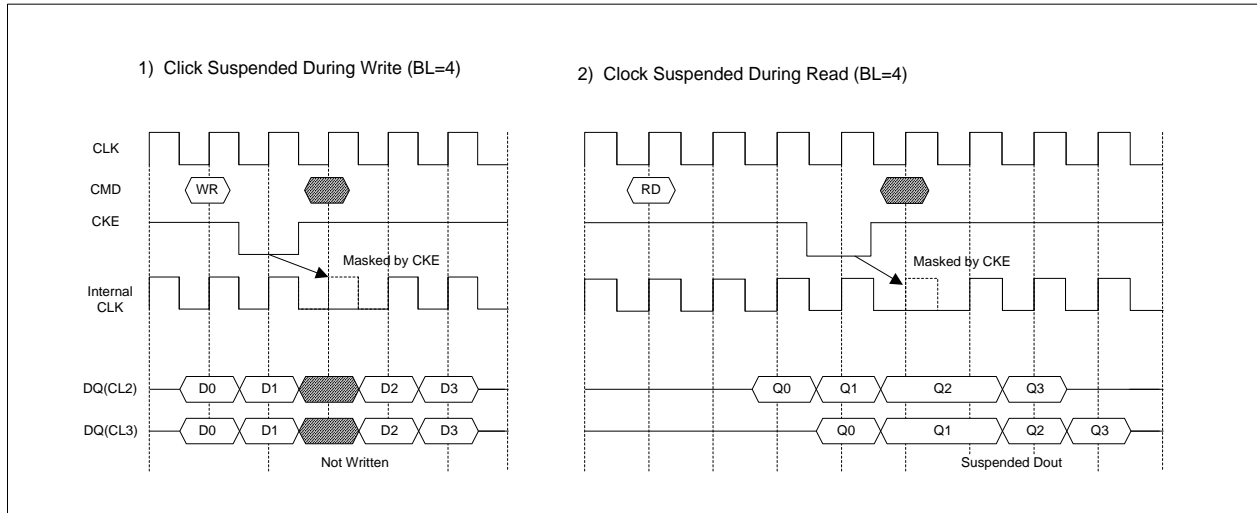 1) Click Suspended During Write (BL=4)
2) Clock Suspended During Read (BL=4)
CLK
CMD
WR
RD
CKE
Masked by CKE
Masked by CKE
Internal
CLK
DQ(CL2)
D0 D1 D2 D3
Q0 Q1 Q2 Q3
DQ(CL3)
D0 D1 D2 D3
Q0 Q1 Q2 Q3
Not Written
Suspended Dout